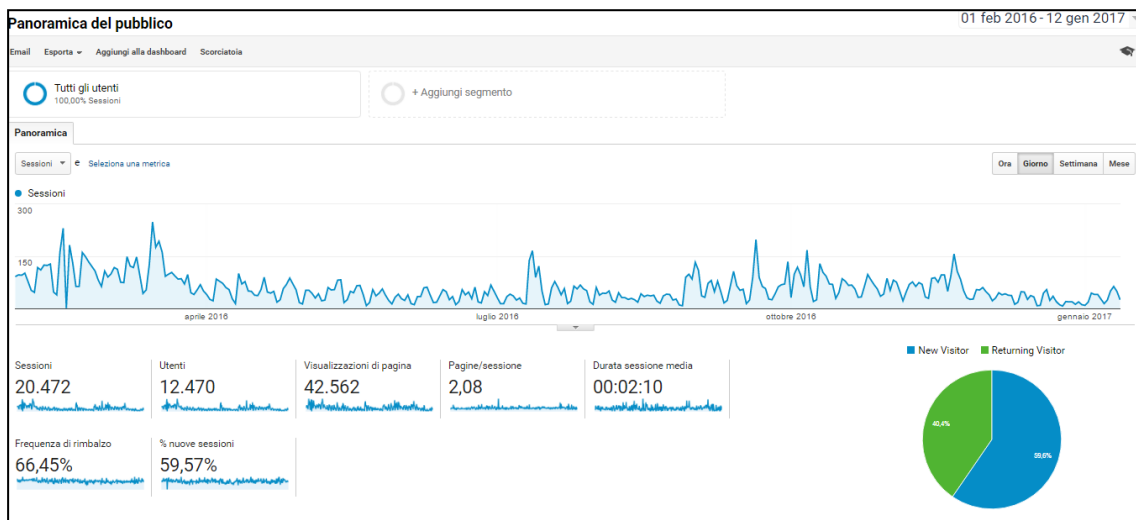 Panoramica del pubblico
01 feb 2016 - 12 gen 2017
Email Esporta Aggiungi alla dashboard Scorciatoia
Tutti gli utenti
100,00% Sessioni
+ Aggiungi segmento
Panoramica
Sessioni e Seleziona una metrica
Ora Giorno Settimana Mese
Sessioni
300
150
aprile 2016 luglio 2016 ottobre 2016 gennaio 2017
New Visitor Returning Visitor
Sessioni Utenti Visualizzazioni di pagina Pagine/sessione Durata sessione media
20.472 12.470 42.562 2,08 00:02:10
40,4%
59,6%
Frequenza di rimbalzo % nuove sessioni
66,45% 59,57%